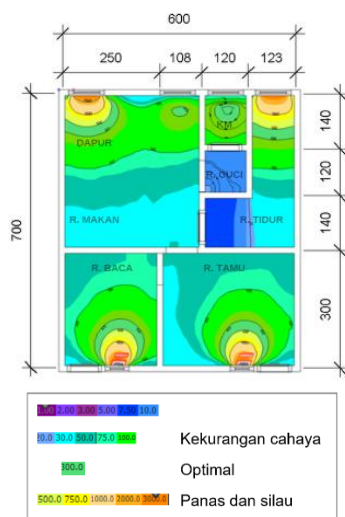 600
250 108 120 123
700
140
120
140
300
DAPUR
KM
R. CUCI
R. MAKAN
R. TIDUR
R. BACA
R. TAMU
2.00 3.00 5.00 7.50 10.0
20.0 30.0 50.0 75.0 100.0
Kekurangan cahaya
300.0
Optimal
500.0 750.0 1000.0 2000.0 3000.0
Panas dan silau